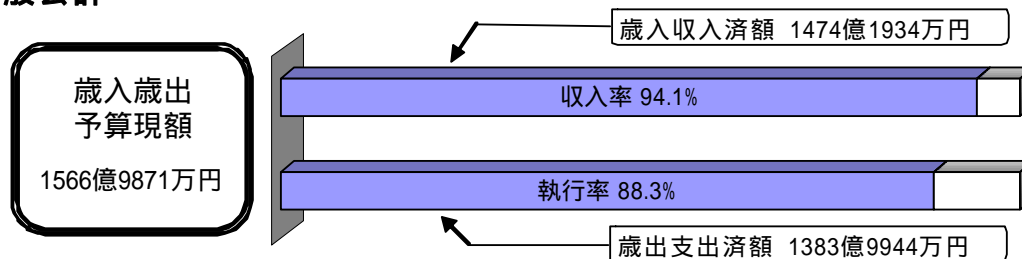 歳入収入済額 1474億1934万円
歳入歳出
予算現額
1566億9871万円
収入率 94.1%
執行率 88.3%
歳出支出済額 1383億9944万円